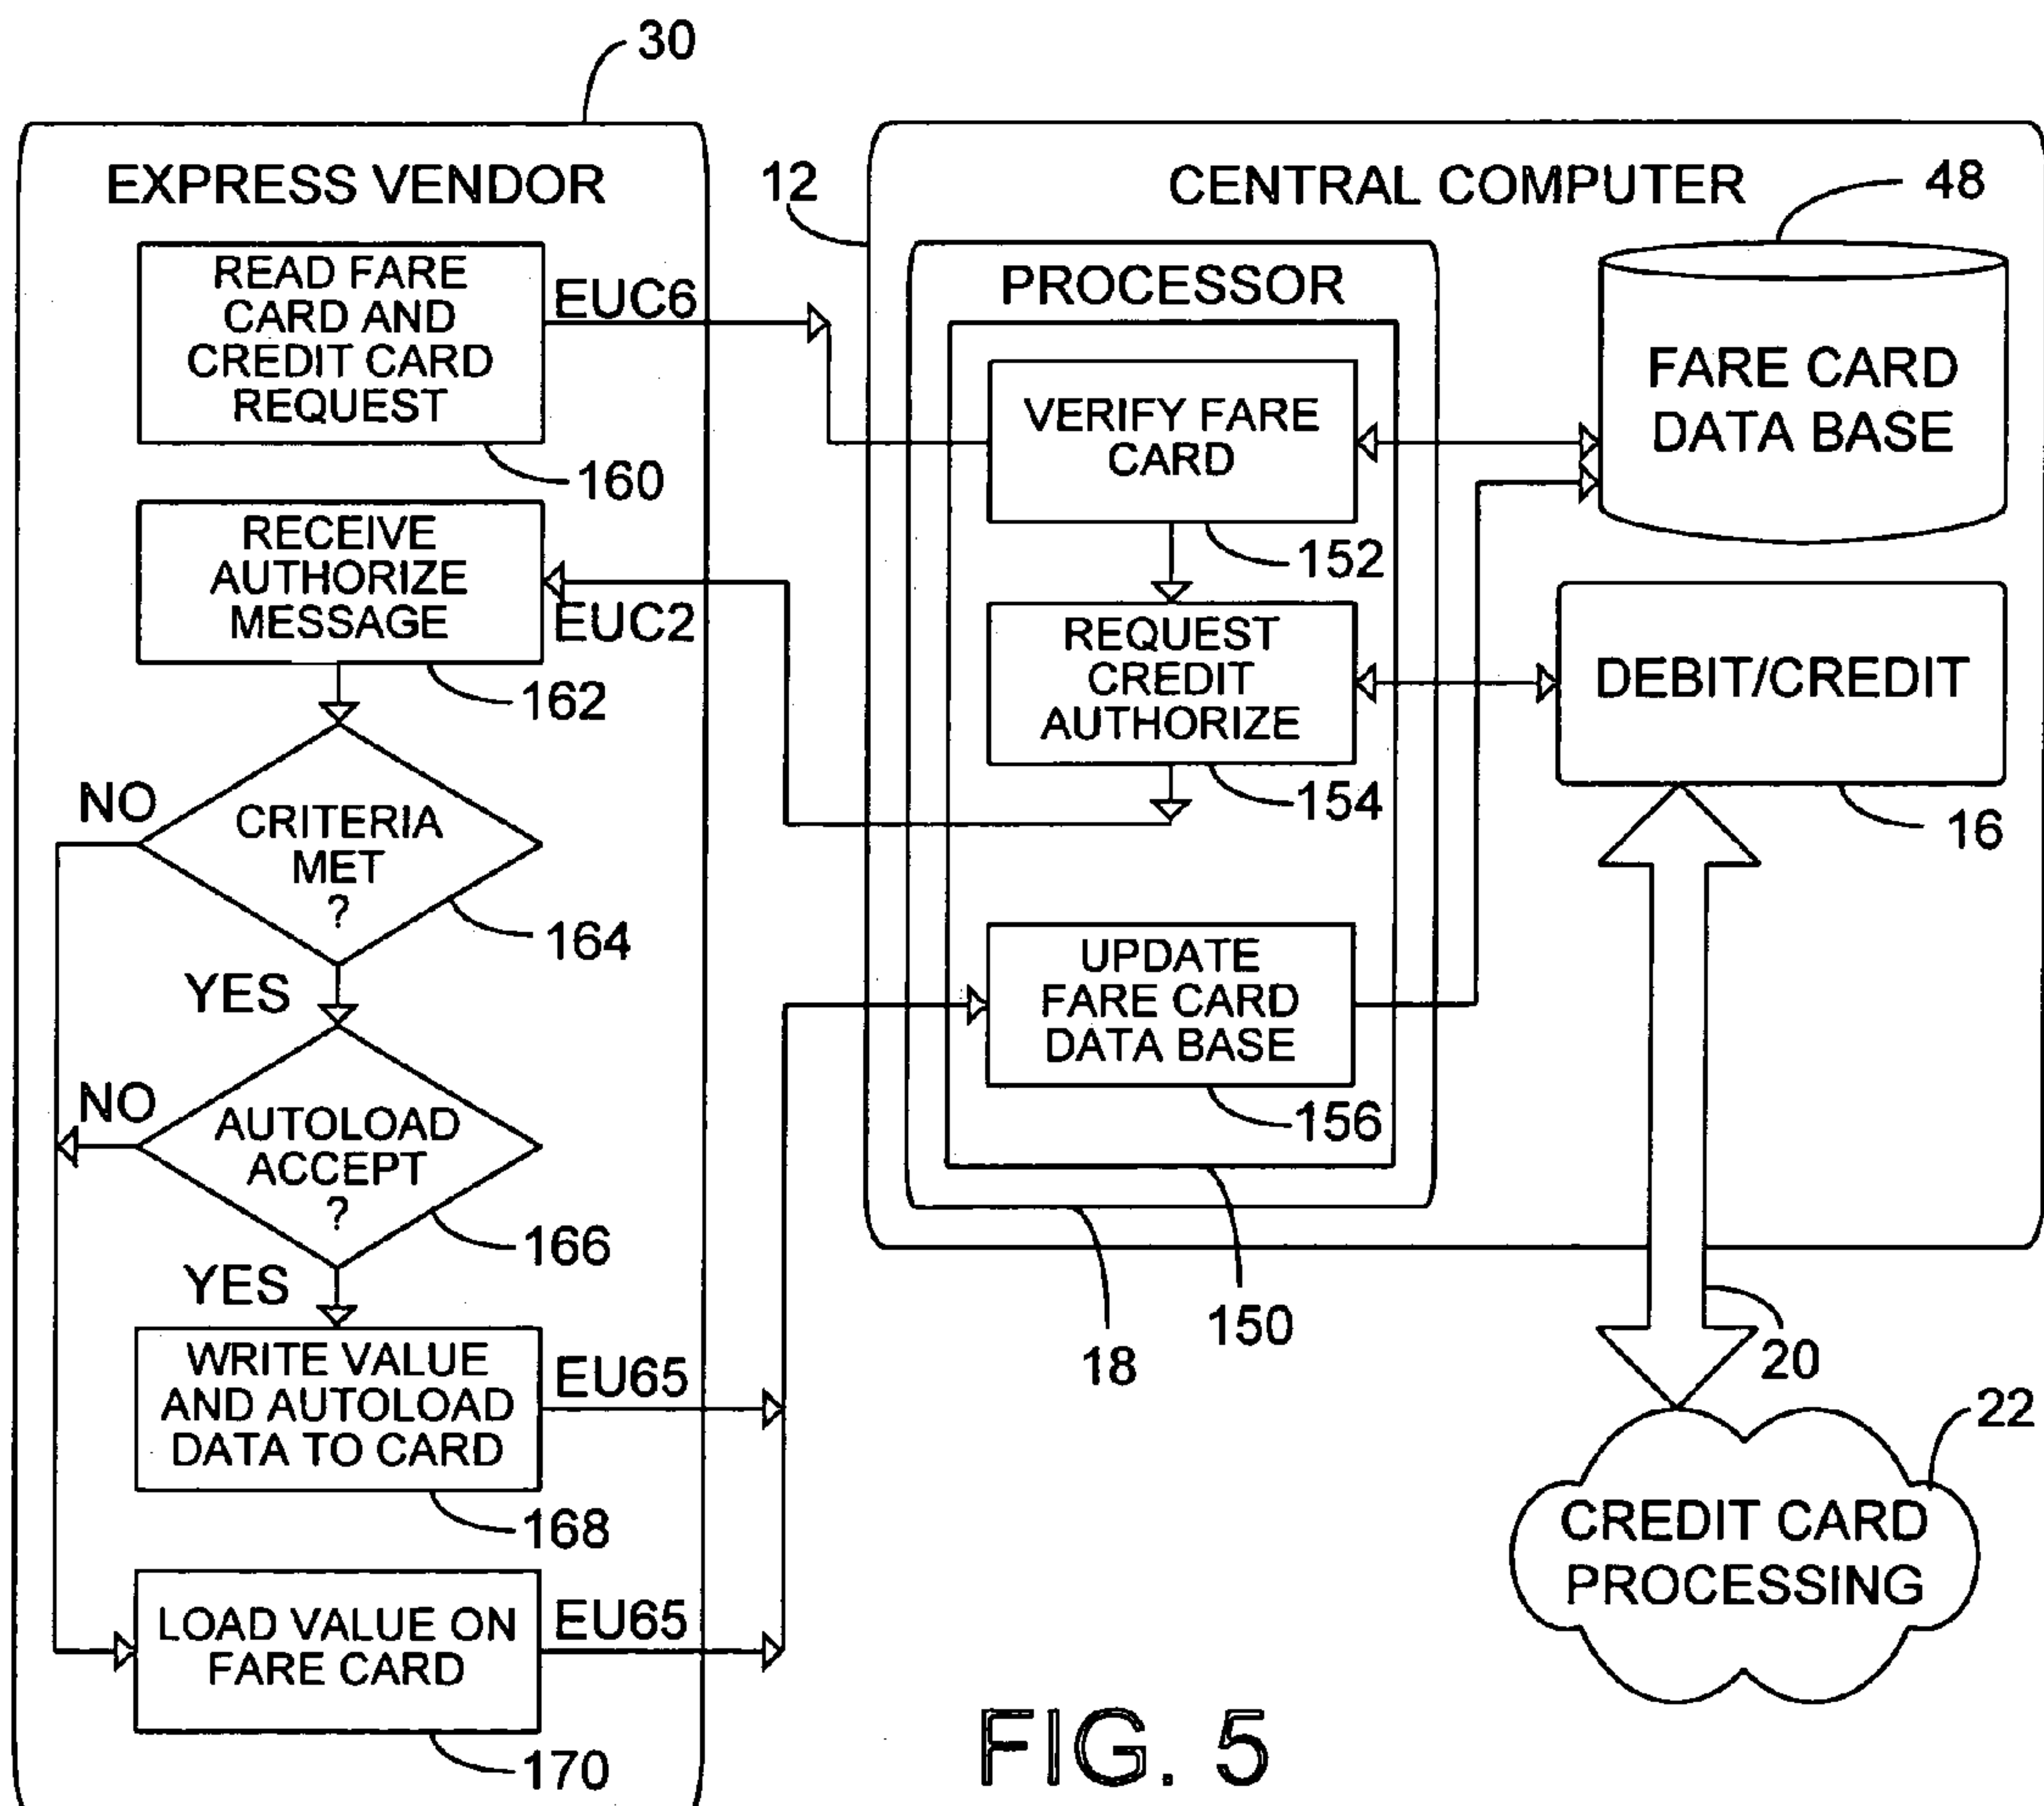 30
EXPRESS VENDOR
READ FARE
CARD AND
CREDIT CARD
REQUEST
EUC6
160
RECEIVE
AUTHORIZE
MESSAGE
EUC2
162
NO
CRITERIA
MET
?
164
YES
NO
AUTOLOAD
ACCEPT
?
166
YES
WRITE VALUE
AND AUTOLOAD
DATA TO CARD
EU65
168
LOAD VALUE ON
FARE CARD
EU65
170
12
CENTRAL COMPUTER
48
PROCESSOR
VERIFY FARE
CARD
152
REQUEST
CREDIT
AUTHORIZE
154
UPDATE
FARE CARD
DATA BASE
156
150
18
FARE CARD
DATA BASE
DEBIT/CREDIT
16
20
22
CREDIT CARD
PROCESSING
FIG. 5